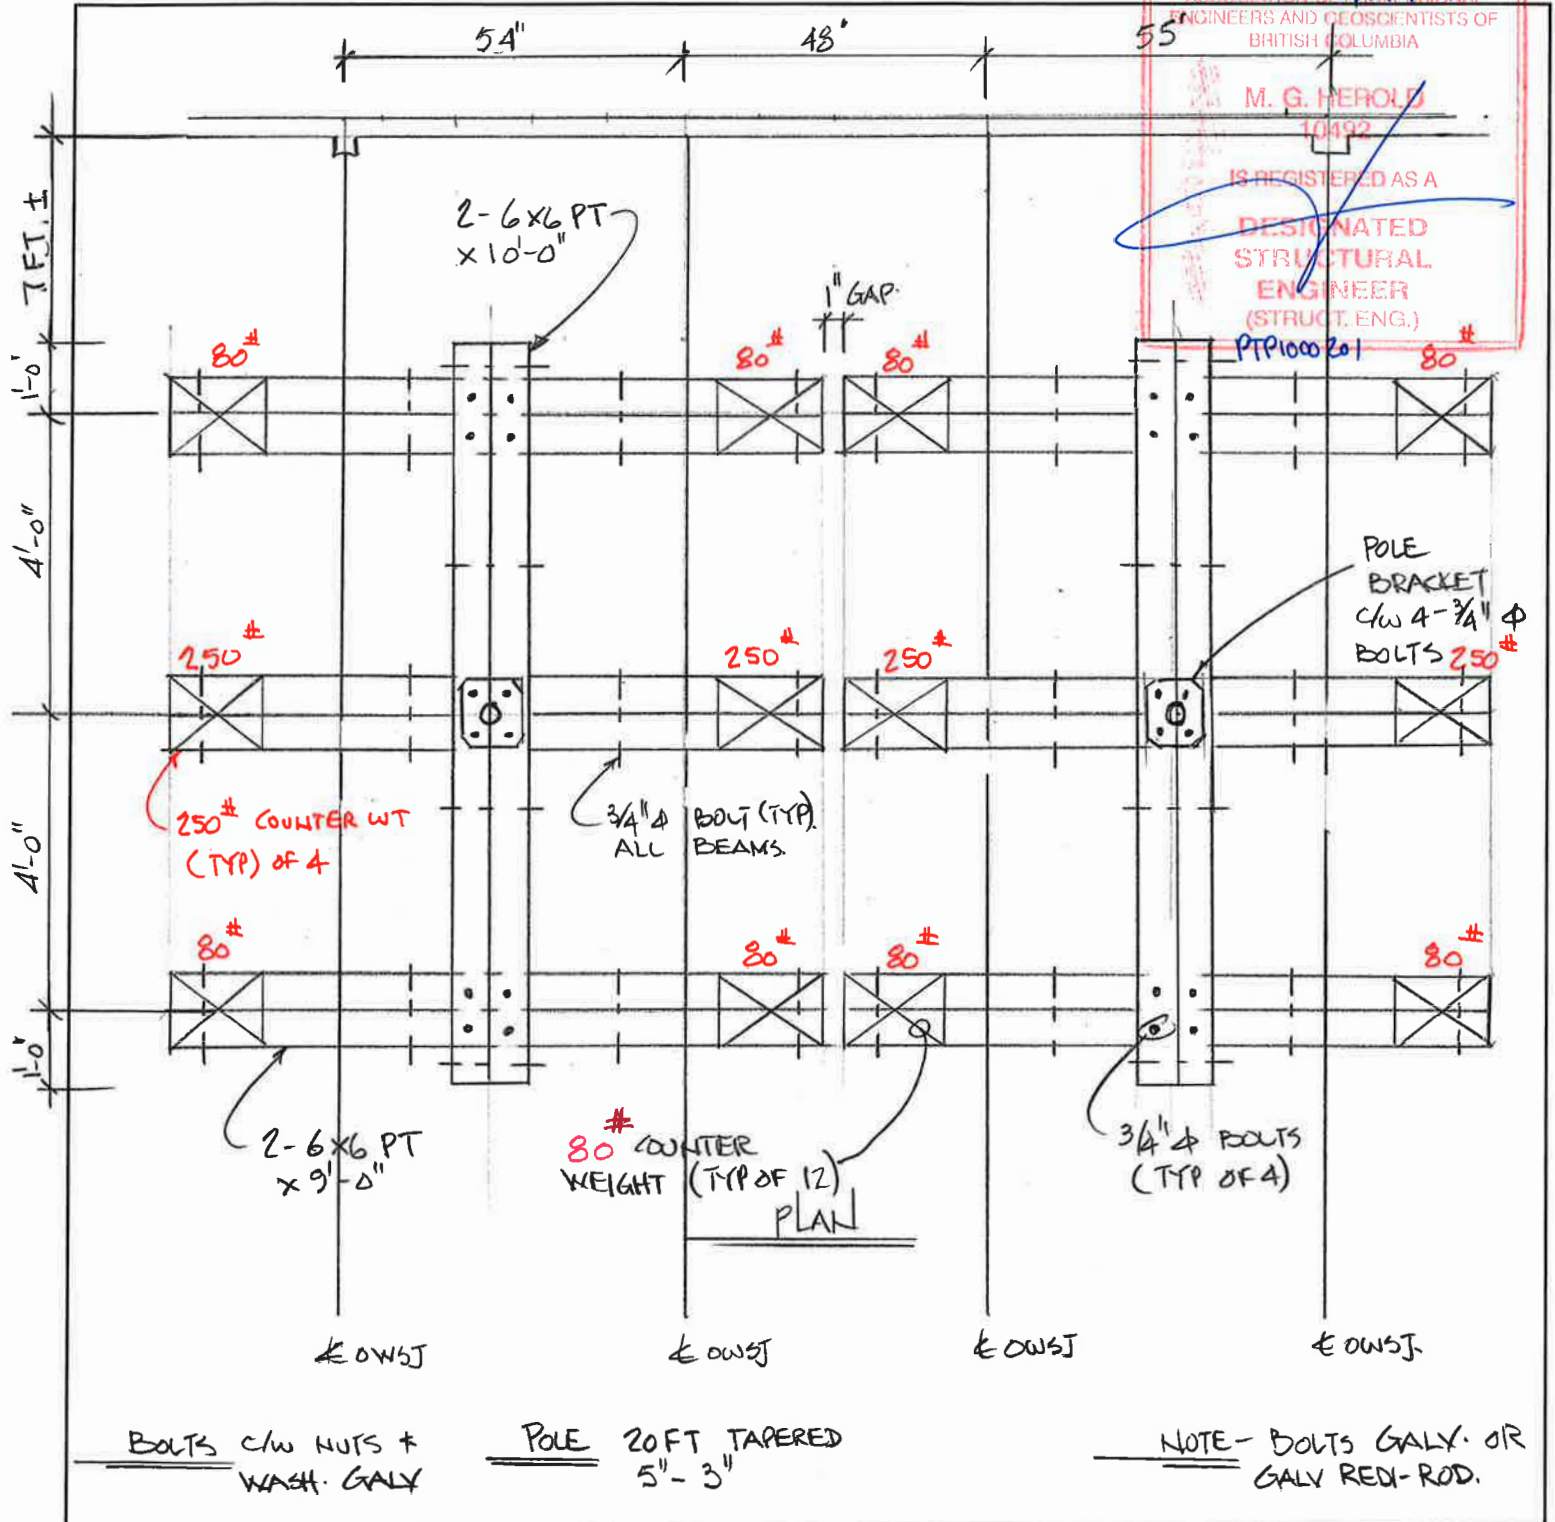 54"
48"
55"
ENGINEERS AND GEOSCIENTISTS OF
BRITISH COLUMBIA
M. G. HEROLD
10492
IS REGISTERED AS A
DESIGNATED
STRUCTURAL
ENGINEER
(STRUCT. ENG.)
PTP1000201
7 FT. ±
1'-0"
4'-0"
4'-0"
1'-0"
2-6x6 PT
x 10'-0"
1" GAP.
80#
80#
80#
80#
POLE
BRACKET
C/W 4-3/4" Φ
BOLTS
250#
250#
250#
250#
250# COUNTER WT
(TYP) OF 4
3/4" Φ BOLT (TYP).
ALL BEAMS.
80#
80#
80#
80#
2-6x6 PT
x 9'-0"
80# COUNTER
WEIGHT (TYP OF 12)
3/4" Φ BOLTS
(TYP OF 4)
PLAN
℄ OWSJ
℄ OWSJ
℄ OWSJ
℄ OWSJ.
BOLTS C/W NUTS +
WASH. GALV
POLE 20FT TAPERED
5"-3"
NOTE - BOLTS GALV. OR
GALV REDI-ROD.